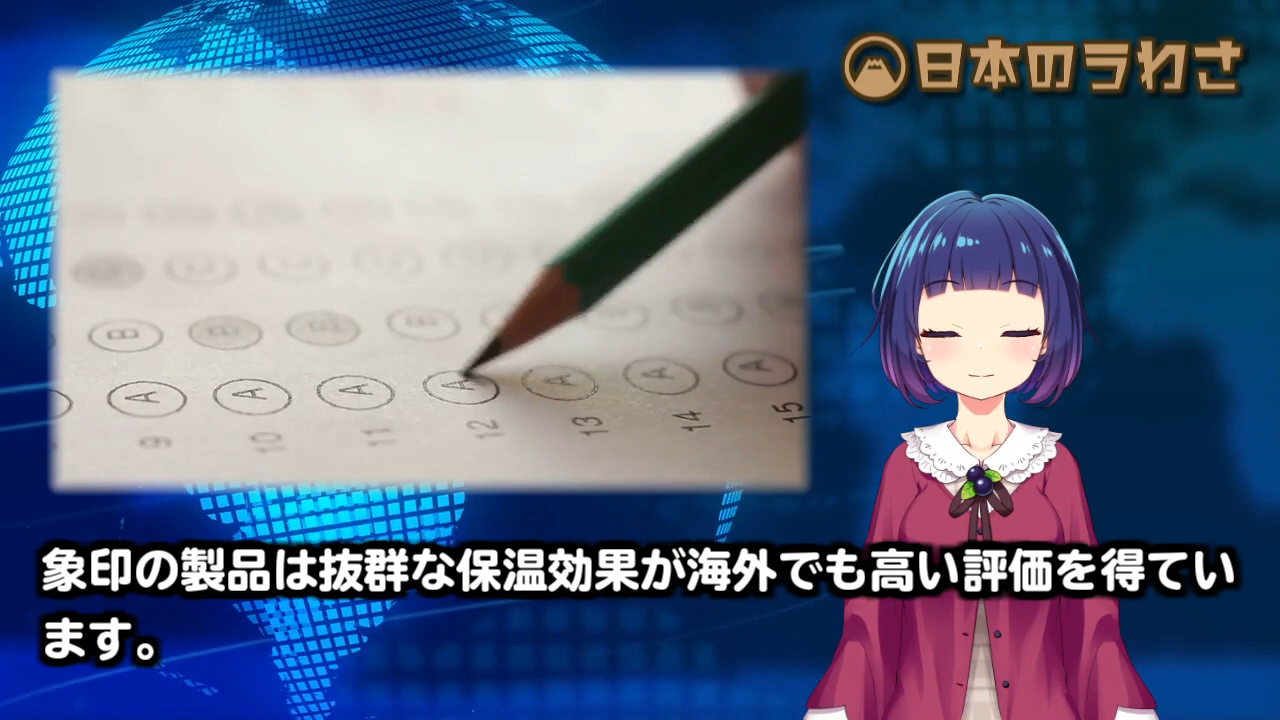 日本のうわさ
B B B B
A A A A A A A
9 10 11 12 13 14 15
象印の製品は抜群な保温効果が海外でも高い評価を得てい
ます。